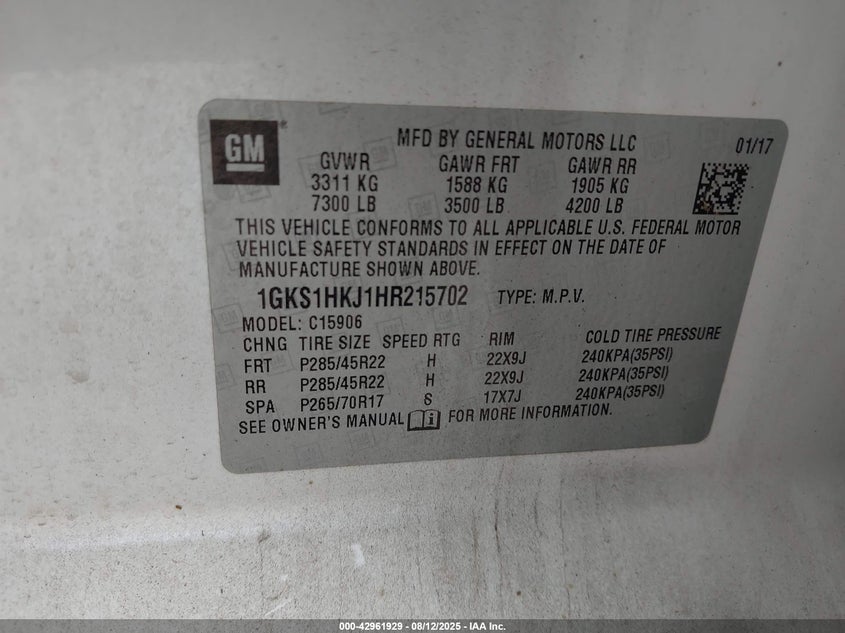 GM
MFD BY GENERAL MOTORS LLC 01/17
GVWR GAWR FRT GAWR RR
3311 KG 1588 KG 1905 KG
7300 LB 3500 LB 4200 LB
THIS VEHICLE CONFORMS TO ALL APPLICABLE U.S. FEDERAL MOTOR
VEHICLE SAFETY STANDARDS IN EFFECT ON THE DATE OF
MANUFACTURE SHOWN ABOVE.
1GKS1HKJ1HR215702 TYPE: M.P.V.
MODEL: C15906
CHNG TIRE SIZE SPEED RTG RIM COLD TIRE PRESSURE
FRT P285/45R22 H 22X9J 240KPA(35PSI)
RR P285/45R22 H 22X9J 240KPA(35PSI)
SPA P265/70R17 S 17X7J 240KPA(35PSI)
SEE OWNER'S MANUAL FOR MORE INFORMATION.
000-42961929 - 08/12/2025 - IAA Inc.